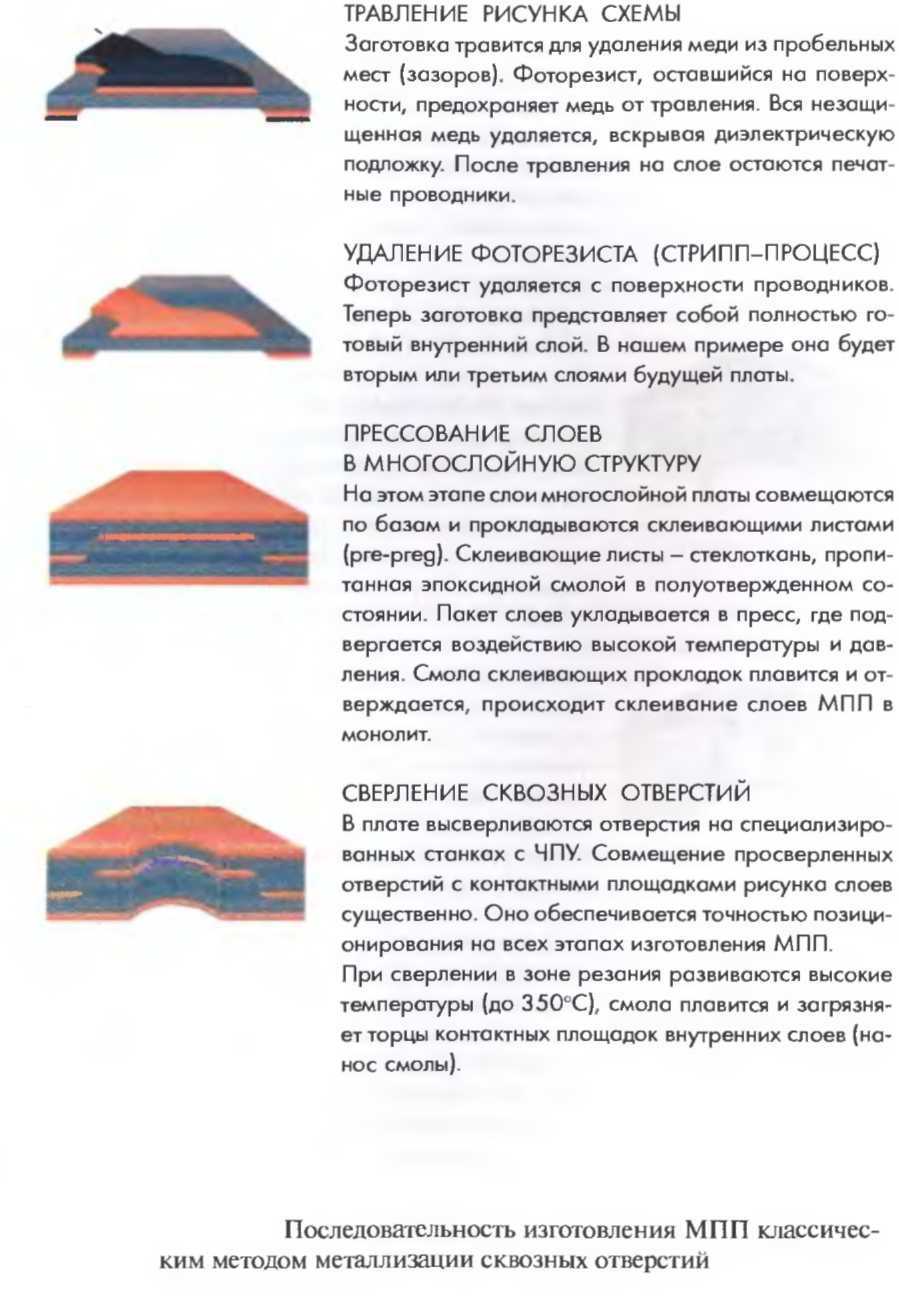 ТРАВЛЕНИЕ РИСУНКА СХЕМЫ
Заготовка травится для удаления меди из пробельных
мест (зазоров). Фоторезист, оставшийся на поверх-
ности, предохраняет медь от травления. Вся незащи-
щенная медь удаляется, вскрывая диэлектрическую
подложку. После травления на слое остаются печат-
ные проводники.
УДАЛЕНИЕ ФОТОРЕЗИСТА (СТРИПП–ПРОЦЕСС)
Фоторезист удаляется с поверхности проводников.
Теперь заготовка представляет собой полностью го-
товый внутренний слой. В нашем примере она будет
вторым или третьим слоями будущей платы.
ПРЕССОВАНИЕ СЛОЕВ
В МНОГОСЛОЙНУЮ СТРУКТУРУ
На этом этапе слои многослойной платы совмещаются
по базам и прокладываются склеивающими листами
(pre-preg). Склеивающие листы – стеклоткань, пропи-
танная эпоксидной смолой в полуотвержденном со-
стоянии. Пакет слоев укладывается в пресс, где под-
вергается воздействию высокой температуры и дав-
ления. Смола склеивающих прокладок плавится и от-
верждается, происходит склеивание слоев МПП в
монолит.
СВЕРЛЕНИЕ СКВОЗНЫХ ОТВЕРСТИЙ
В плате высверливаются отверстия на специализиро-
ванных станках с ЧПУ. Совмещение просверленных
отверстий с контактными площадками рисунка слоев
существенно. Оно обеспечивается точностью позици-
онирования на всех этапах изготовления МПП.
При сверлении в зоне резания развиваются высокие
температуры (до 350°С), смола плавится и загрязня-
ет торцы контактных площадок внутренних слоев (на-
нос смолы).
Последовательность изготовления МПП классичес-
ким методом металлизации сквозных отверстий